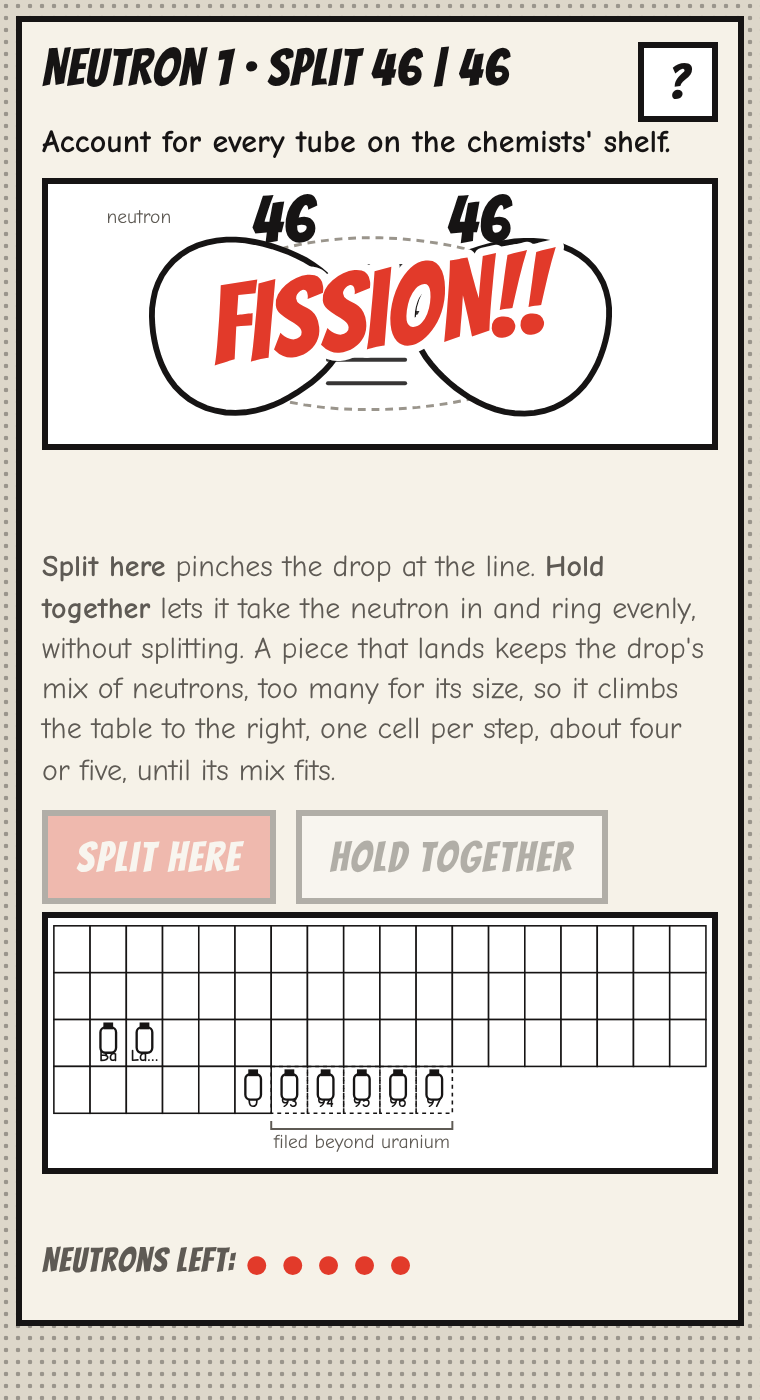 NEUTRON 1 • SPLIT 46 / 46
?
Account for every tube on the chemists' shelf.
neutron
46 46
FISSION!!
Split here pinches the drop at the line. Hold
together lets it take the neutron in and ring evenly,
without splitting. A piece that lands keeps the drop's
mix of neutrons, too many for its size, so it climbs
the table to the right, one cell per step, about four
or five, until its mix fits.
SPLIT HERE HOLD TOGETHER
Ba La...
93 94 95 96 97
filed beyond uranium
NEUTRONS LEFT: